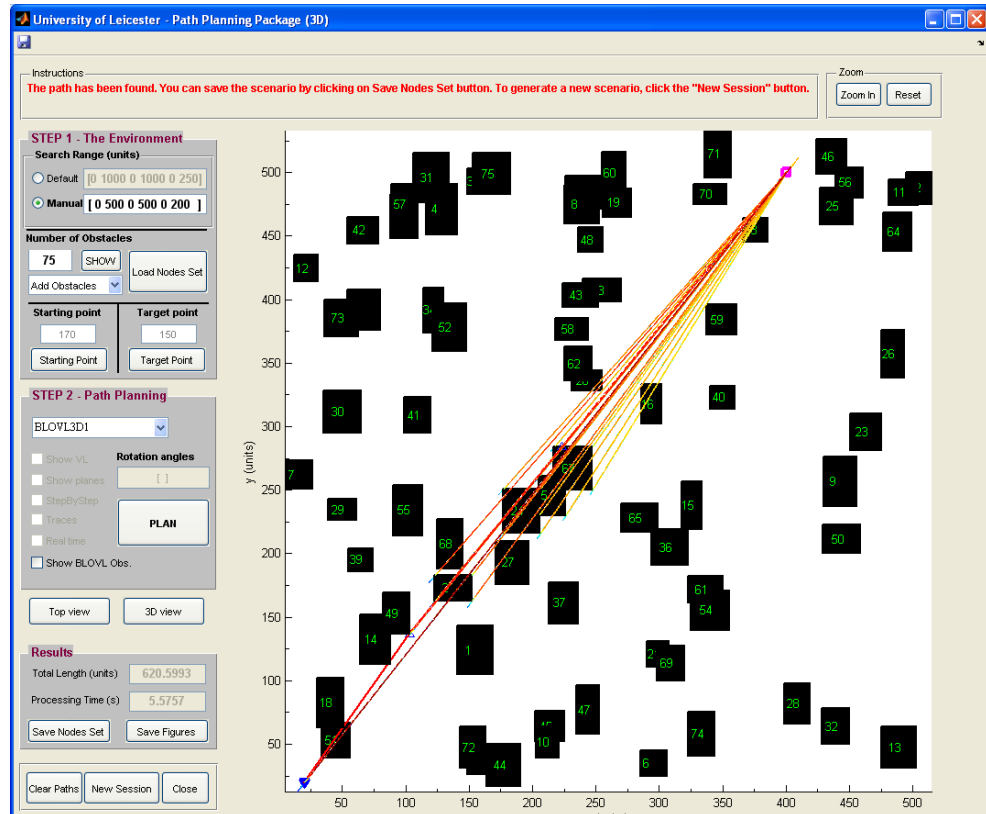 University of Leicester - Path Planning Package (3D)
Instructions
The path has been found. You can save the scenario by clicking on Save Nodes Set button. To generate a new scenario, click the "New Session" button.
Zoom
Zoom In
Reset
STEP 1 - The Environment
Search Range (units)
Default [0 1000 0 1000 0 250]
Manual [ 0 500 0 500 0 200 ]
Number of Obstacles
75 SHOW
Load Nodes Set
Add Obstacles
Starting point Target point
170 150
Starting Point Target Point
STEP 2 - Path Planning
BLOVL3D1
Show VL Rotation angles
Show planes [ ]
StepByStep
Traces PLAN
Real time
Show BLOVL Obs.
Top view 3D view
Results
Total Length (units) 620.5993
Processing Time (s) 5.5757
Save Nodes Set Save Figures
Clear Paths New Session Close
y (units)
500
450
400
350
300
250
200
150
100
50
50 100 150 200 250 300 350 400 450 500
31 75 60 71 46 56 11
57 4 8 19 70 25
42 48 64
12
73 52 43 58 59
62 26
30 41 40 23
9
29 55 65 15
68 36 50
39 27
49 37 61 54
14 1 69
18 47 28
72 10 74 32
44 6 13